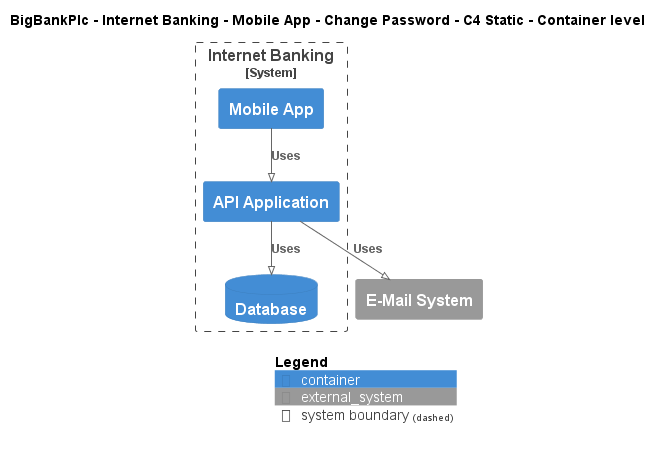 BigBankPlc - Internet Banking - Mobile App - Change Password - C4 Static - Container level
Internet Banking
[System]
Mobile App
Uses
API Application
Uses
Uses
Database
E-Mail System
Legend
container
external_system
system boundary (dashed)